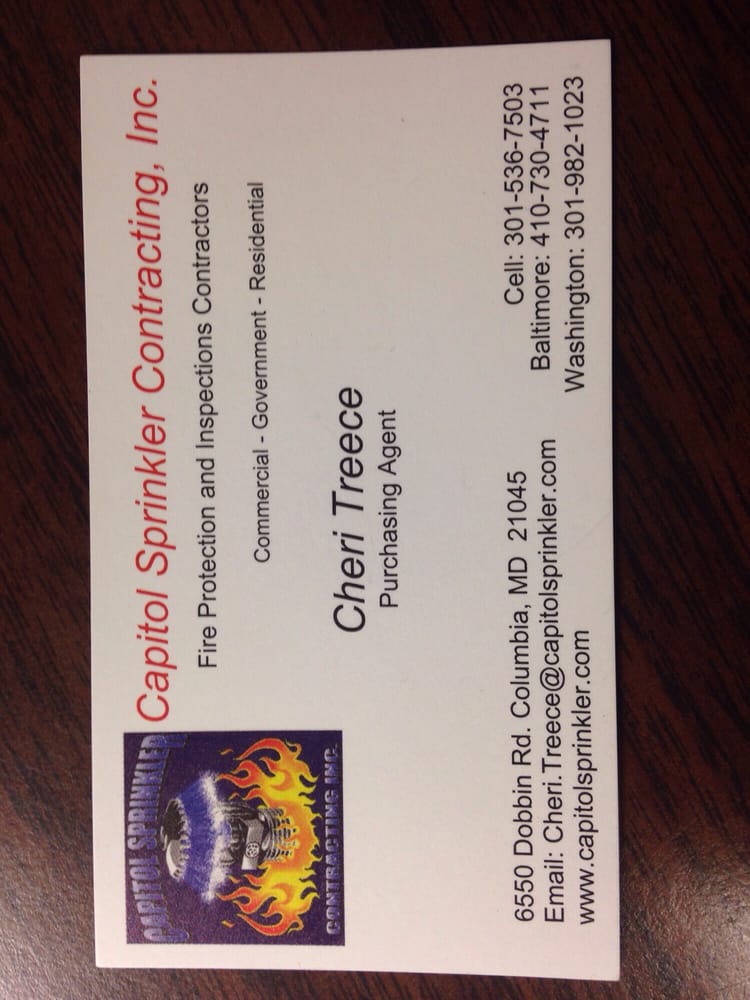 CAPITOL SPRINKLER
CONTRACTING INC.
Capitol Sprinkler Contracting, Inc.
Fire Protection and Inspections Contractors
Commercial - Government - Residential
Cheri Treece
Purchasing Agent
6550 Dobbin Rd. Columbia, MD 21045
Email: Cheri.Treece@capitolsprinkler.com
www.capitolsprinkler.com
Cell: 301-536-7503
Baltimore: 410-730-4711
Washington: 301-982-1023